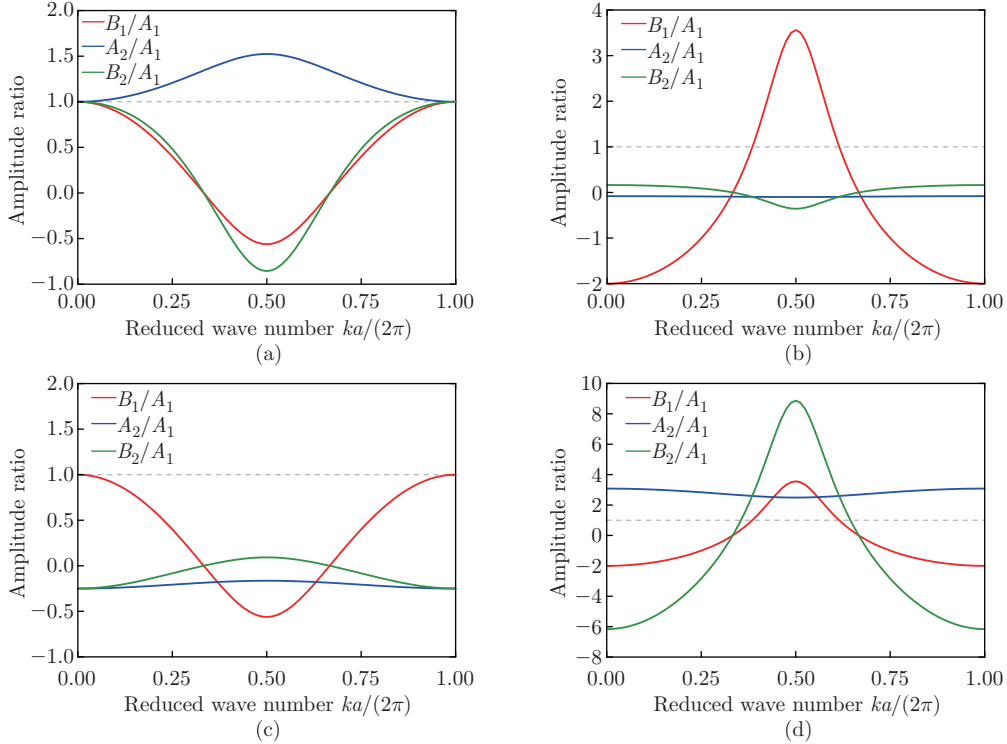 2.0
1.5
1.0
0.5
0.0
−0.5
−1.0
Amplitude ratio
B₁/A₁
A₂/A₁
B₂/A₁
0.00
0.25
0.50
0.75
1.00
Reduced wave number ka/(2π)
(a)
4
3
2
1
0
−1
−2
Amplitude ratio
B₁/A₁
A₂/A₁
B₂/A₁
0.00
0.25
0.50
0.75
1.00
Reduced wave number ka/(2π)
(b)
2.0
1.5
1.0
0.5
0.0
−0.5
−1.0
Amplitude ratio
B₁/A₁
A₂/A₁
B₂/A₁
0.00
0.25
0.50
0.75
1.00
Reduced wave number ka/(2π)
(c)
10
8
6
4
2
0
−2
−4
−6
−8
Amplitude ratio
B₁/A₁
A₂/A₁
B₂/A₁
0.00
0.25
0.50
0.75
1.00
Reduced wave number ka/(2π)
(d)